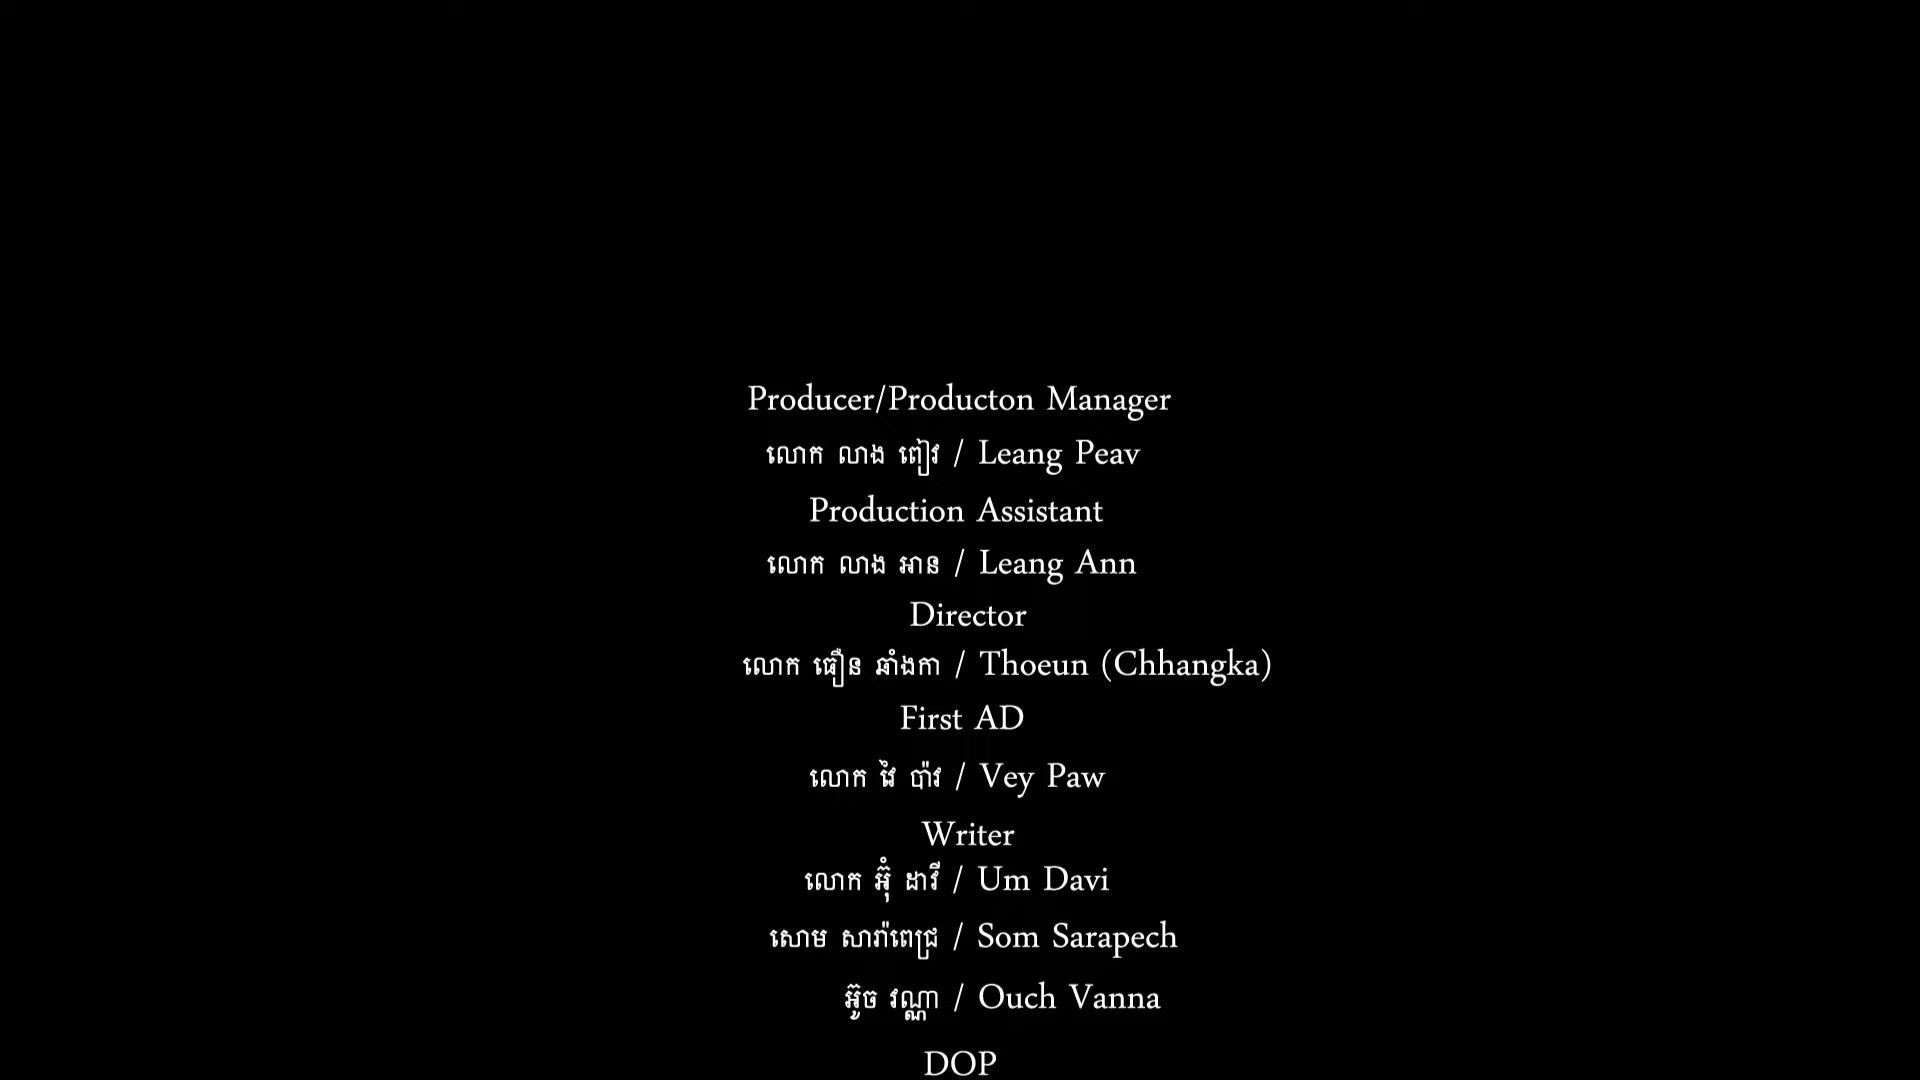 Producer/Producton Manager
លោក លាង ពៀវ / Leang Peav
Production Assistant
លោក លាង អាន / Leang Ann
Director
លោក ធឿន ឆាំងកា / Thoeun (Chhangka)
First AD
លោក វៃ ប៉ាវ / Vey Paw
Writer
លោក អ៊ុំ ដាវី / Um Davi
សោម សារ៉ាពេជ្រ / Som Sarapech
អ៊ូច វណ្ណា / Ouch Vanna
DOP